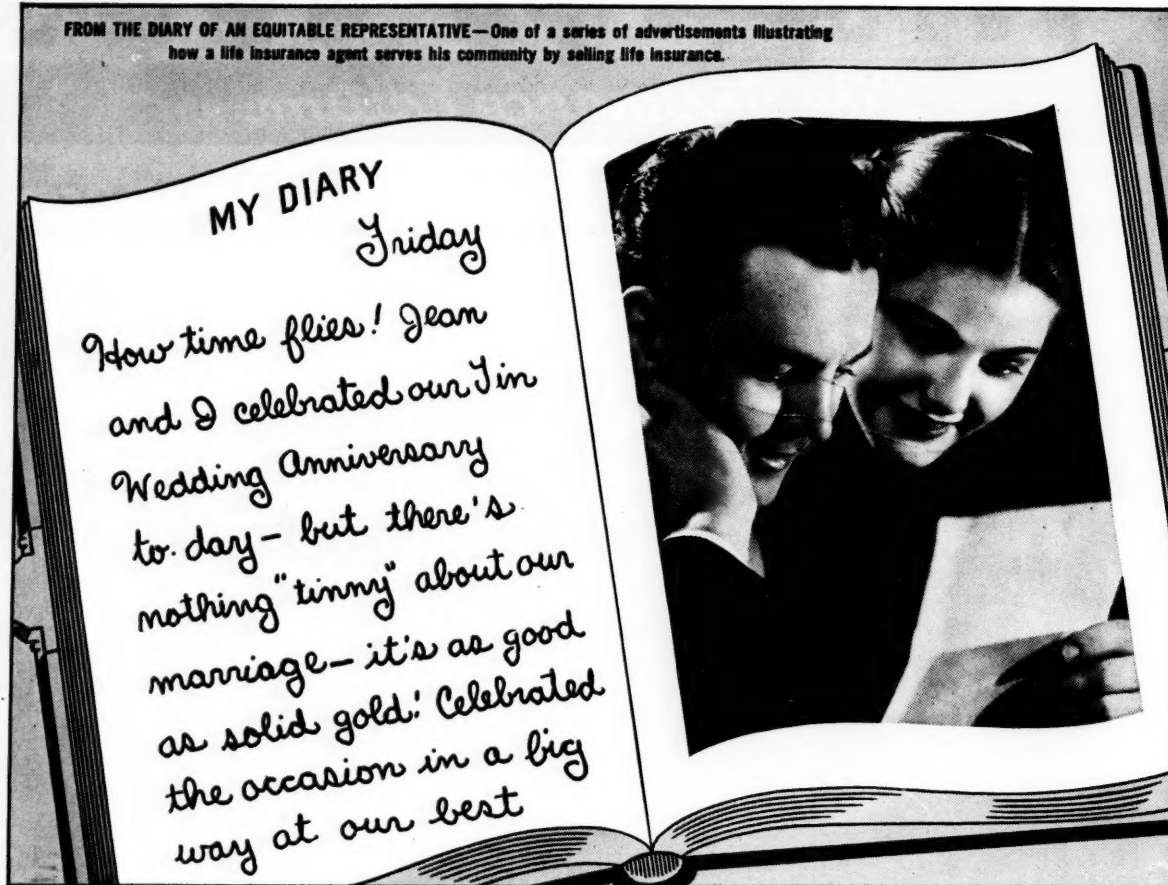 FROM THE DIARY OF AN EQUITABLE REPRESENTATIVE—One of a series of advertisements illustrating
how a life insurance agent serves his community by selling life insurance.
MY DIARY
Friday
How time flies! Jean
and I celebrated our Tin
Wedding Anniversary
to-day— but there's
nothing "tinny" about our
marriage— it's as good
as solid gold! Celebrated
the occasion in a big
way at our best